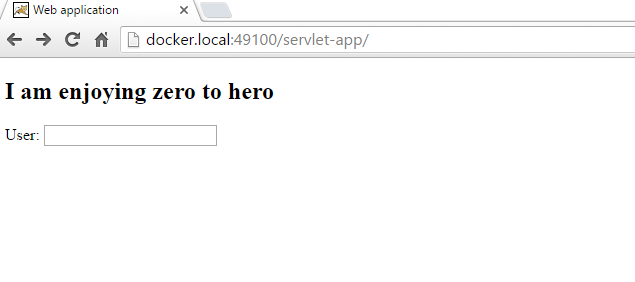 Web application
docker.local:49100/servlet-app/
I am enjoying zero to hero
User: